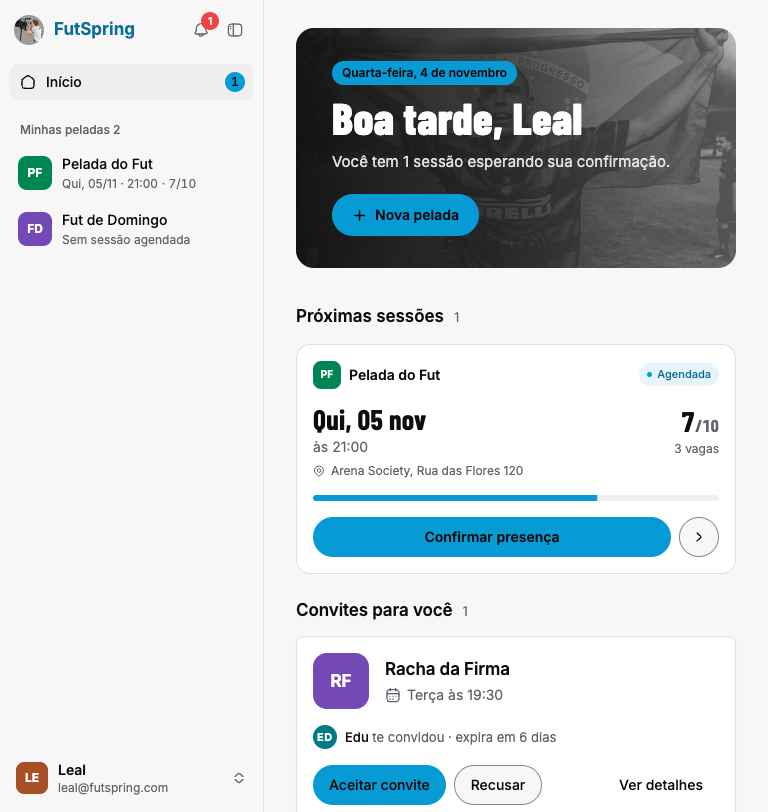 FutSpring
1
Início
1
Minhas peladas 2
PF
Pelada do Fut
Qui, 05/11 · 21:00 · 7/10
FD
Fut de Domingo
Sem sessão agendada
LE
Leal
leal@futspring.com
PROGRESSO
Quarta-feira, 4 de novembro
Boa tarde, Leal
Você tem 1 sessão esperando sua confirmação.
+ Nova pelada
Próximas sessões 1
PF
Pelada do Fut
Agendada
Qui, 05 nov
7/10
às 21:00
3 vagas
Arena Society, Rua das Flores 120
Confirmar presença
Convites para você 1
RF
Racha da Firma
Terça às 19:30
ED
Edu te convidou · expira em 6 dias
Aceitar convite
Recusar
Ver detalhes